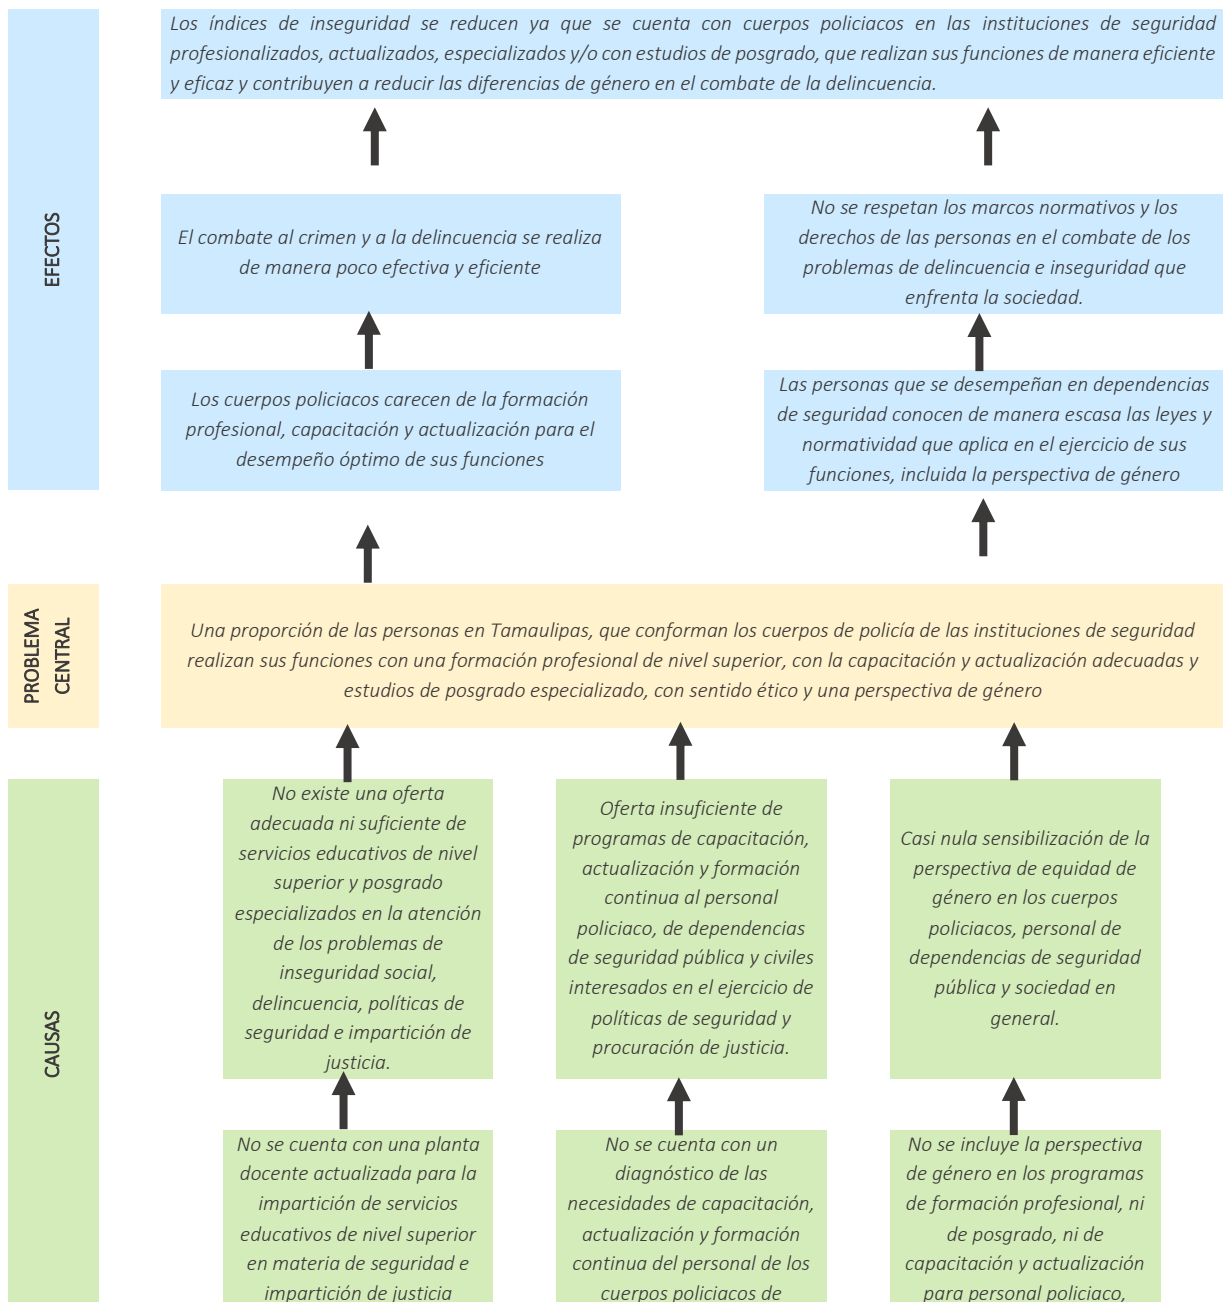 EFECTOS
Los índices de inseguridad se reducen ya que se cuenta con cuerpos policiacos en las instituciones de seguridad
profesionalizados, actualizados, especializados y/o con estudios de posgrado, que realizan sus funciones de manera eficiente
y eficaz y contribuyen a reducir las diferencias de género en el combate de la delincuencia.
El combate al crimen y a la delincuencia se realiza
de manera poco efectiva y eficiente
No se respetan los marcos normativos y los
derechos de las personas en el combate de los
problemas de delincuencia e inseguridad que
enfrenta la sociedad.
Los cuerpos policiacos carecen de la formación
profesional, capacitación y actualización para el
desempeño óptimo de sus funciones
Las personas que se desempeñan en dependencias
de seguridad conocen de manera escasa las leyes y
normatividad que aplica en el ejercicio de sus
funciones, incluida la perspectiva de género
PROBLEMA
CENTRAL
Una proporción de las personas en Tamaulipas, que conforman los cuerpos de policía de las instituciones de seguridad
realizan sus funciones con una formación profesional de nivel superior, con la capacitación y actualización adecuadas y
estudios de posgrado especializado, con sentido ético y una perspectiva de género
CAUSAS
No existe una oferta
adecuada ni suficiente de
servicios educativos de nivel
superior y posgrado
especializados en la atención
de los problemas de
inseguridad social,
delincuencia, políticas de
seguridad e impartición de
justicia.
Oferta insuficiente de
programas de capacitación,
actualización y formación
continua al personal
policiaco, de dependencias
de seguridad pública y civiles
interesados en el ejercicio de
políticas de seguridad y
procuración de justicia.
Casi nula sensibilización de la
perspectiva de equidad de
género en los cuerpos
policiacos, personal de
dependencias de seguridad
pública y sociedad en
general.
No se cuenta con una planta
docente actualizada para la
impartición de servicios
educativos de nivel superior
en materia de seguridad e
impartición de justicia
No se cuenta con un
diagnóstico de las
necesidades de capacitación,
actualización y formación
continua del personal de los
cuerpos policiacos de
No se incluye la perspectiva
de género en los programas
de formación profesional, ni
de posgrado, ni de
capacitación y actualización
para personal policiaco,